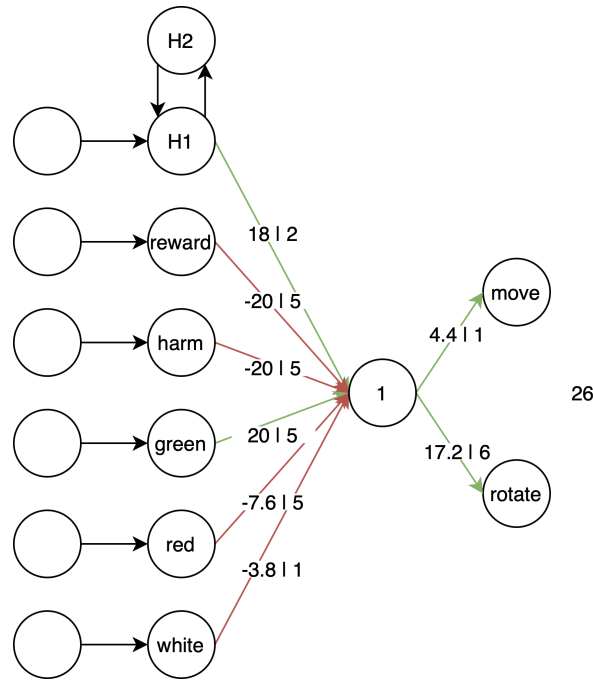 H2
H1
18 | 2
reward
-20 | 5
move
harm
4.4 | 1
-20 | 5
1
26
green
20 | 5
17.2 | 6
rotate
-7.6 | 5
red
-3.8 | 1
white